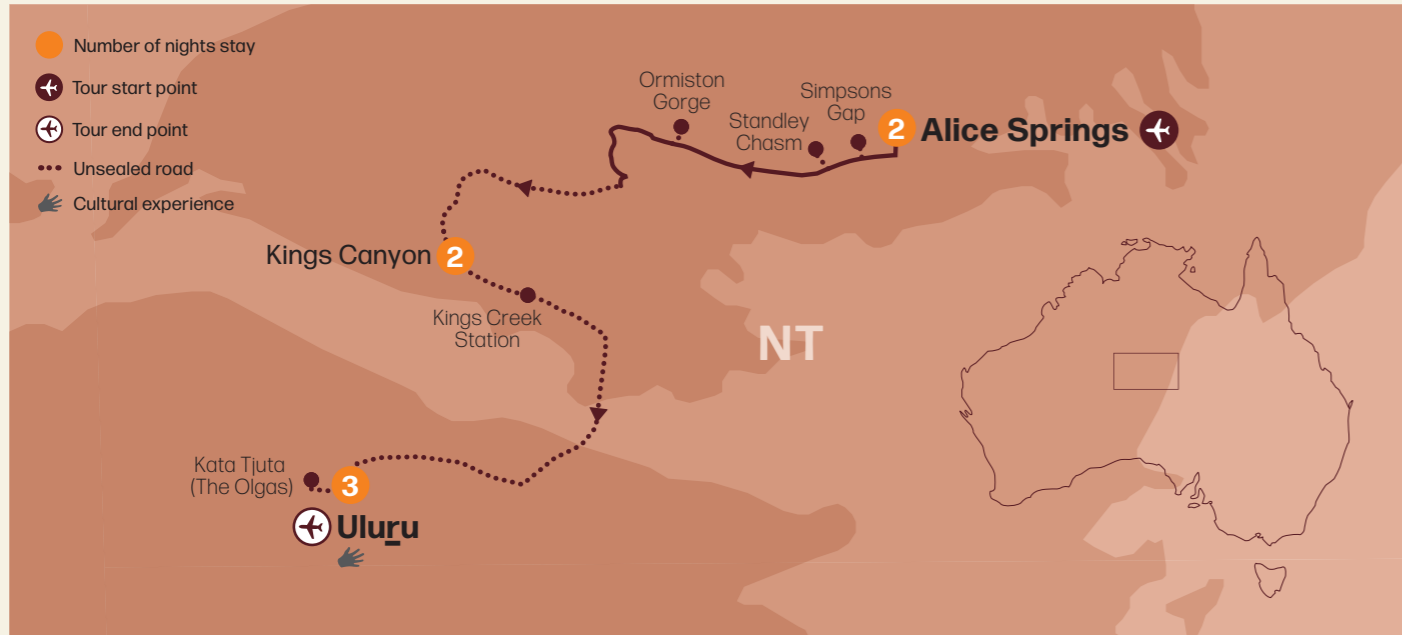 Number of nights stay
Tour start point
Tour end point
Unsealed road
Cultural experience
Ormiston
Gorge
Simpsons
Gap
Standley
Chasm
2
Alice Springs
Kings Canyon
2
Kings Creek
Station
NT
Kata Tjuta
(The Olgas)
3
Uluṟu